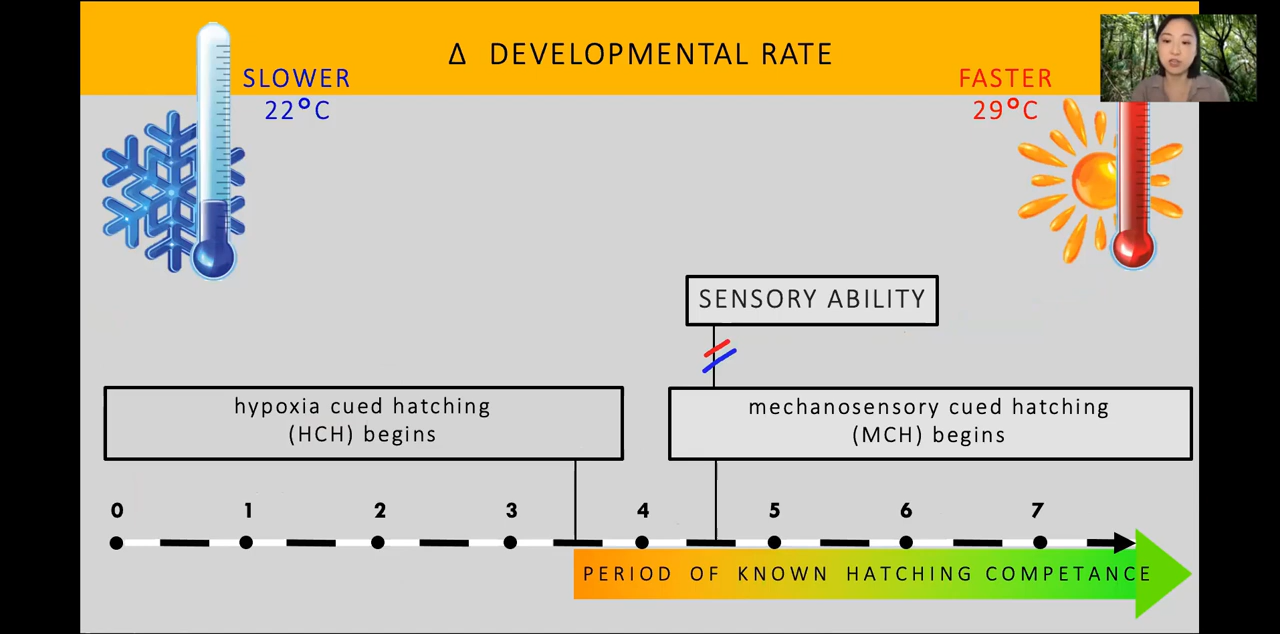 Δ DEVELOPMENTAL RATE
SLOWER
22°C
FASTER
29°C
SENSORY ABILITY
hypoxia cued hatching
(HCH) begins
mechanosensory cued hatching
(MCH) begins
0 1 2 3 4 5 6 7
PERIOD OF KNOWN HATCHING COMPETANCE